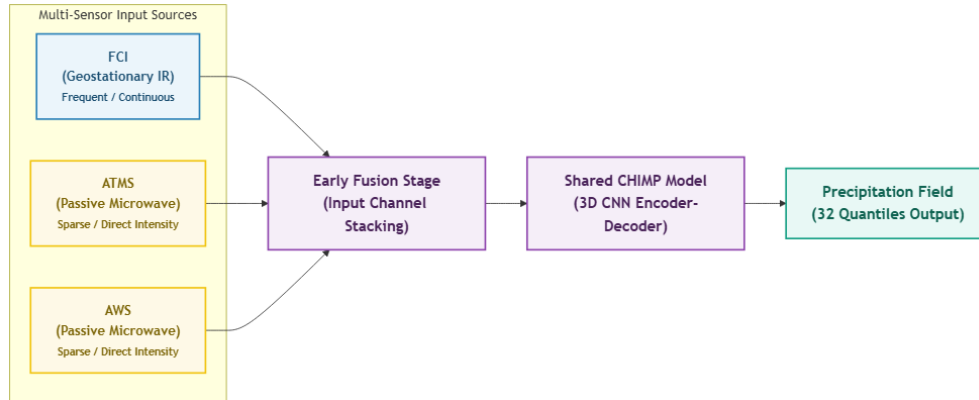 Multi-Sensor Input Sources
FCI
(Geostationary IR)
Frequent / Continuous
ATMS
(Passive Microwave)
Sparse / Direct Intensity
AWS
(Passive Microwave)
Sparse / Direct Intensity
Early Fusion Stage
(Input Channel
Stacking)
Shared CHIMP Model
(3D CNN Encoder-
Decoder)
Precipitation Field
(32 Quantiles Output)